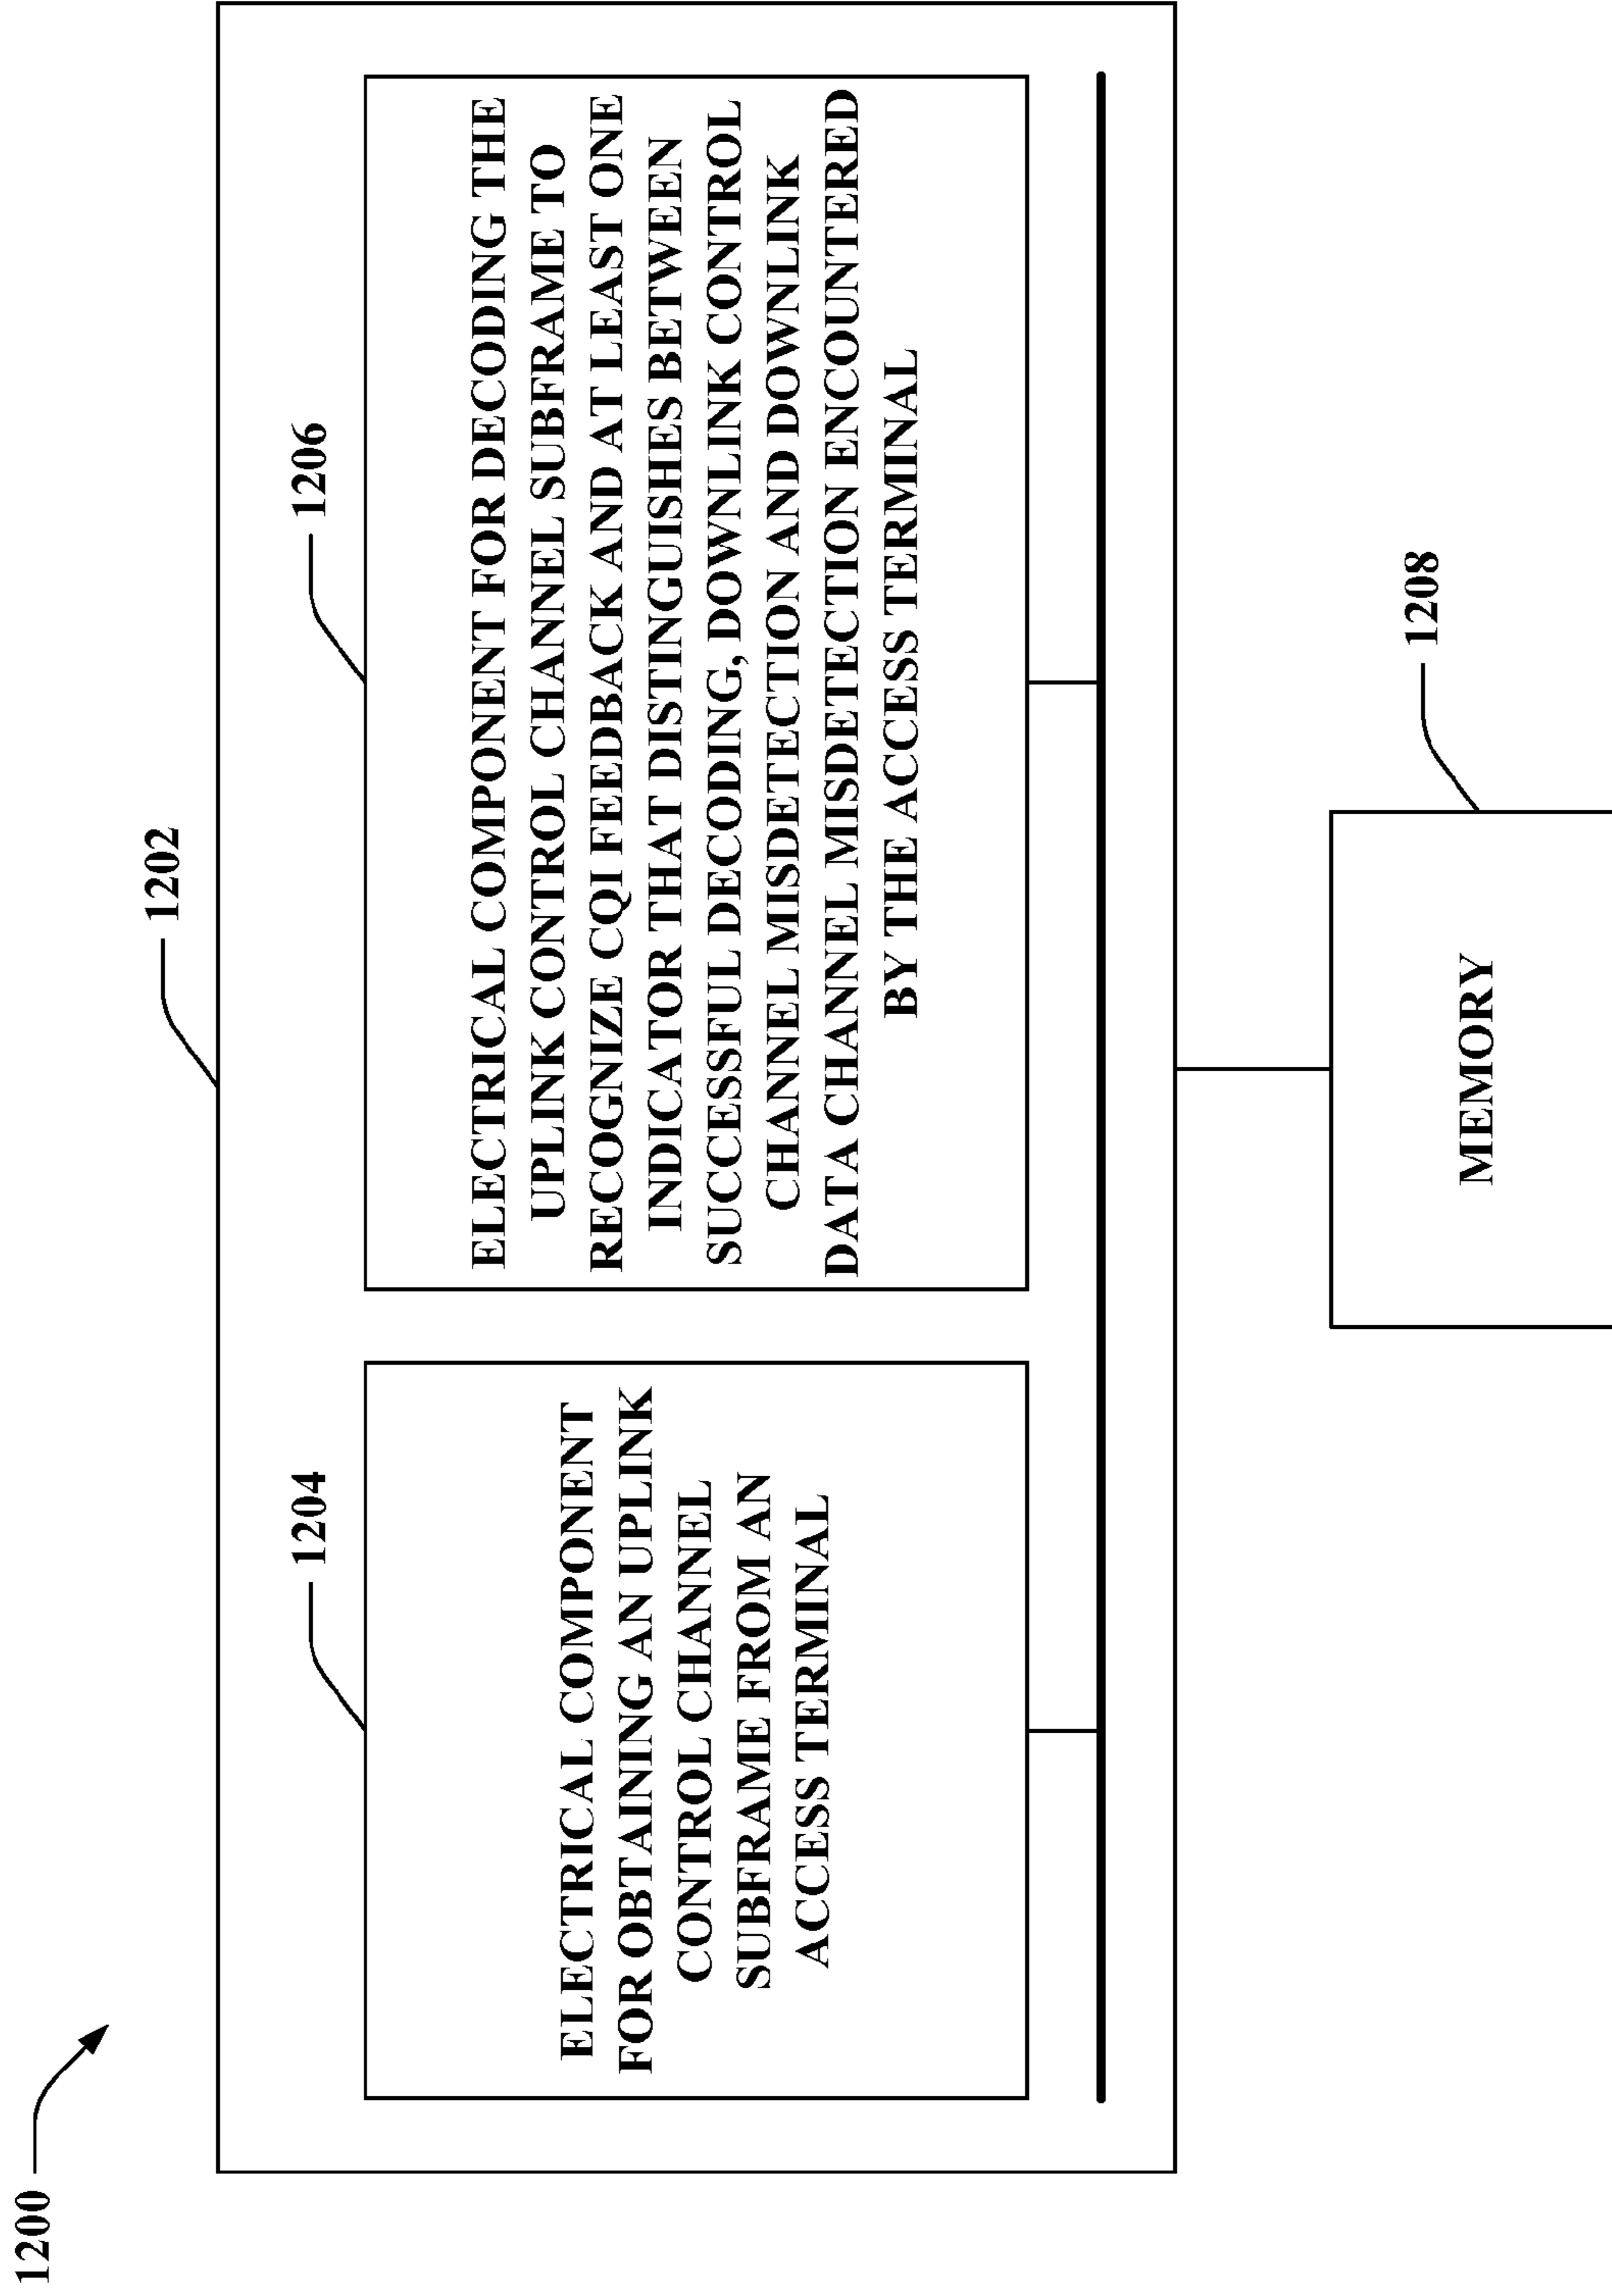 1200
1202
1204
ELECTRICAL COMPONENT
FOR OBTAINING AN UPLINK
CONTROL CHANNEL
SUBFRAME FROM AN
ACCESS TERMINAL
1206
ELECTRICAL COMPONENT FOR DECODING THE
UPLINK CONTROL CHANNEL SUBFRAME TO
RECOGNIZE CQI FEEDBACK AND AT LEAST ONE
INDICATOR THAT DISTINGUISHES BETWEEN
SUCCESSFUL DECODING, DOWNLINK CONTROL
CHANNEL MISDETECTION AND DOWNLINK
DATA CHANNEL MISDETECTION ENCOUNTERED
BY THE ACCESS TERMINAL
1208
MEMORY